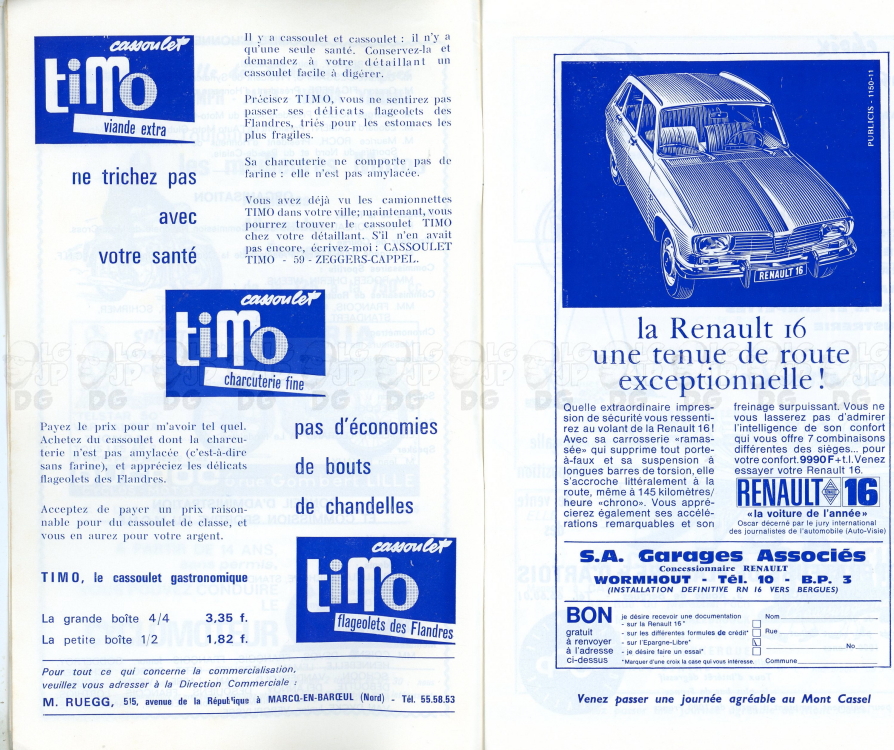 cassoulet
timo
viande extra
ne trichez pas
avec
votre santé
Il y a cassoulet et cassoulet : il n'y a
qu'une seule santé. Conservez-la et
demandez à votre détaillant un
cassoulet facile à digérer.
Précisez TIMO, vous ne sentirez pas
passer ses délicats flageolets des
Flandres, triés pour les estomacs les
plus fragiles.
Sa charcuterie ne comporte pas de
farine : elle n'est pas amylacée.
Vous avez déjà vu les camionnettes
TIMO dans votre ville; maintenant, vous
pourrez trouver le cassoulet TIMO
chez votre détaillant. S'il n'en avait
pas encore, écrivez-moi : CASSOULET
TIMO - 59 - ZEGGERS-CAPPEL.
cassoulet
timo
charcuterie fine
Payez le prix pour m'avoir tel quel.
Achetez du cassoulet dont la charcu-
terie n'est pas amylacée (c'est-à-dire
sans farine), et appréciez les délicats
flageolets des Flandres.
Acceptez de payer un prix raison-
nable pour du cassoulet de classe, et
vous en aurez pour votre argent.
pas d'économies
de bouts
de chandelles
TIMO, le cassoulet gastronomique
La grande boîte 4/4 3,35 f.
La petite boîte 1/2 1,82 f.
cassoulet
timo
flageolets des Flandres
Pour tout ce qui concerne la commercialisation,
veuillez vous adresser à la Direction Commerciale :
M. RUEGG, 515, avenue de la République à MARCQ-EN-BARŒUL (Nord) - Tél. 55.58.53
PUBLICIS - 1150-11
RENAULT 16
la Renault 16
une tenue de route
exceptionnelle !
Quelle extraordinaire impres-
sion de sécurité vous ressenti-
rez au volant de la Renault 16 !
Avec sa carrosserie «ramas-
sée» qui supprime tout porte-
à-faux et sa suspension à
longues barres de torsion, elle
s'accroche littéralement à la
route, même à 145 kilomètres/
heure «chrono». Vous appré-
cierez également ses accélé-
rations remarquables et son
freinage surpuissant. Vous ne
vous lasserez pas d'admirer
l'intelligence de son confort
qui vous offre 7 combinaisons
différentes des sièges... pour
votre confort. 9990 F + t.l. Venez
essayer votre Renault 16.
RENAULT 16
«la voiture de l'année»
Oscar décerné par le jury international
des journalistes de l'automobile (Auto-Visie)
S.A. Garages Associés
Concessionnaire RENAULT
WORMHOUT - Tél. 10 - B.P. 3
(INSTALLATION DEFINITIVE RN 16 VERS BERGUES)
BON
gratuit
à renvoyer
à l'adresse
ci-dessus
je désire recevoir une documentation
- sur la Renault 16*
- sur les différentes formules de crédit*
- sur l'Epargne-Libre*
- je désire faire un essai*
*Marquer d'une croix la case qui vous intéresse.
Nom
Rue
No
Commune
Venez passer une journée agréable au Mont Cassel